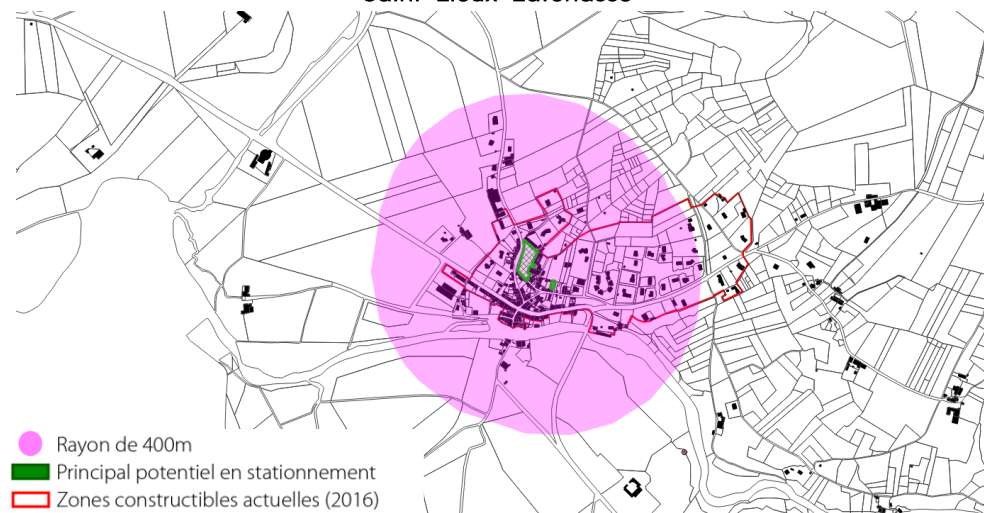 Rayon de 400m
Principal potentiel en stationnement
Zones constructibles actuelles (2016)